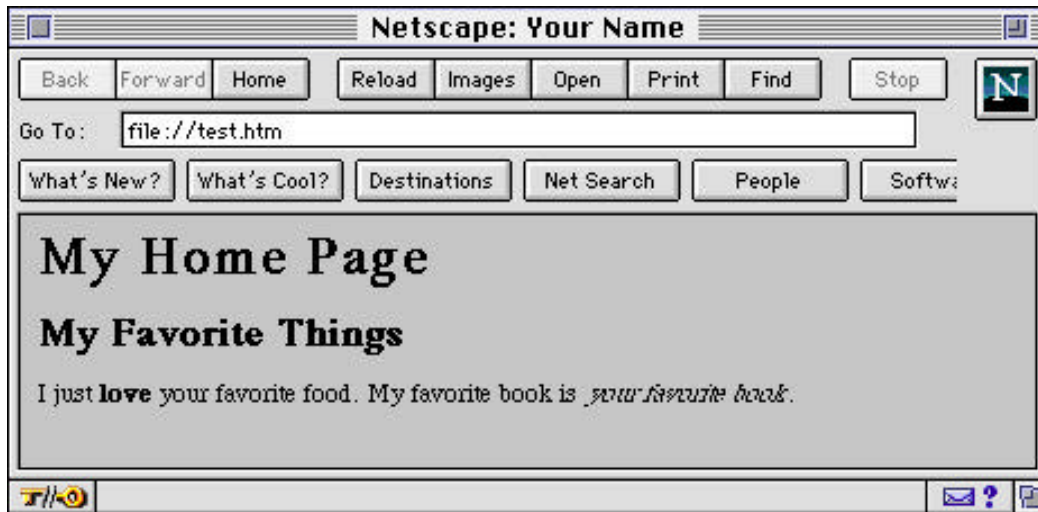 Netscape: Your Name
Back Forward Home Reload Images Open Print Find Stop N
Go To: file://test.htm
What's New? What's Cool? Destinations Net Search People Softwa
My Home Page
My Favorite Things
I just love your favorite food. My favorite book is your favorite book.
?